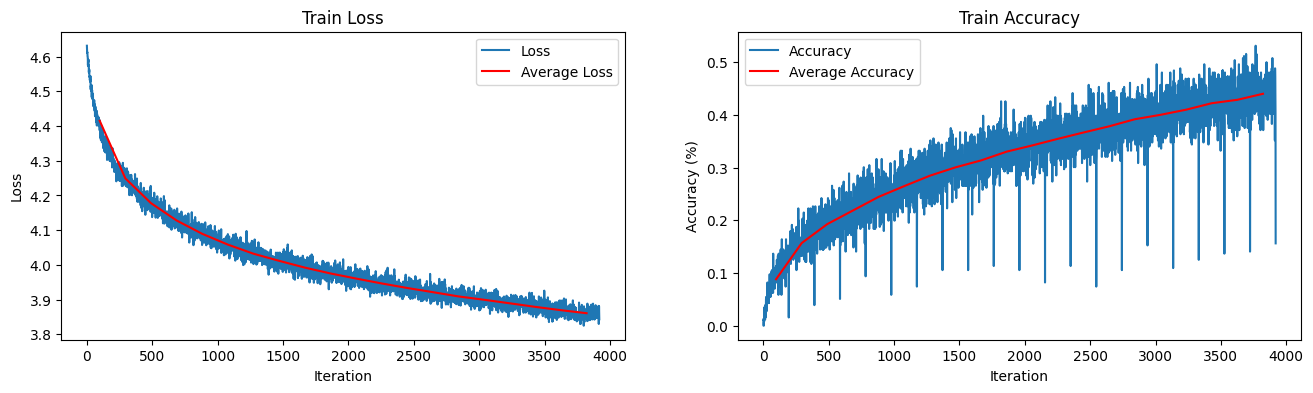 Train Loss
Loss
Average Loss
4.6
4.5
4.4
4.3
4.2
4.1
4.0
3.9
3.8
Loss
0 500 1000 1500 2000 2500 3000 3500 4000
Iteration
Train Accuracy
Accuracy
Average Accuracy
0.5
0.4
0.3
0.2
0.1
0.0
Accuracy (%)
0 500 1000 1500 2000 2500 3000 3500 4000
Iteration